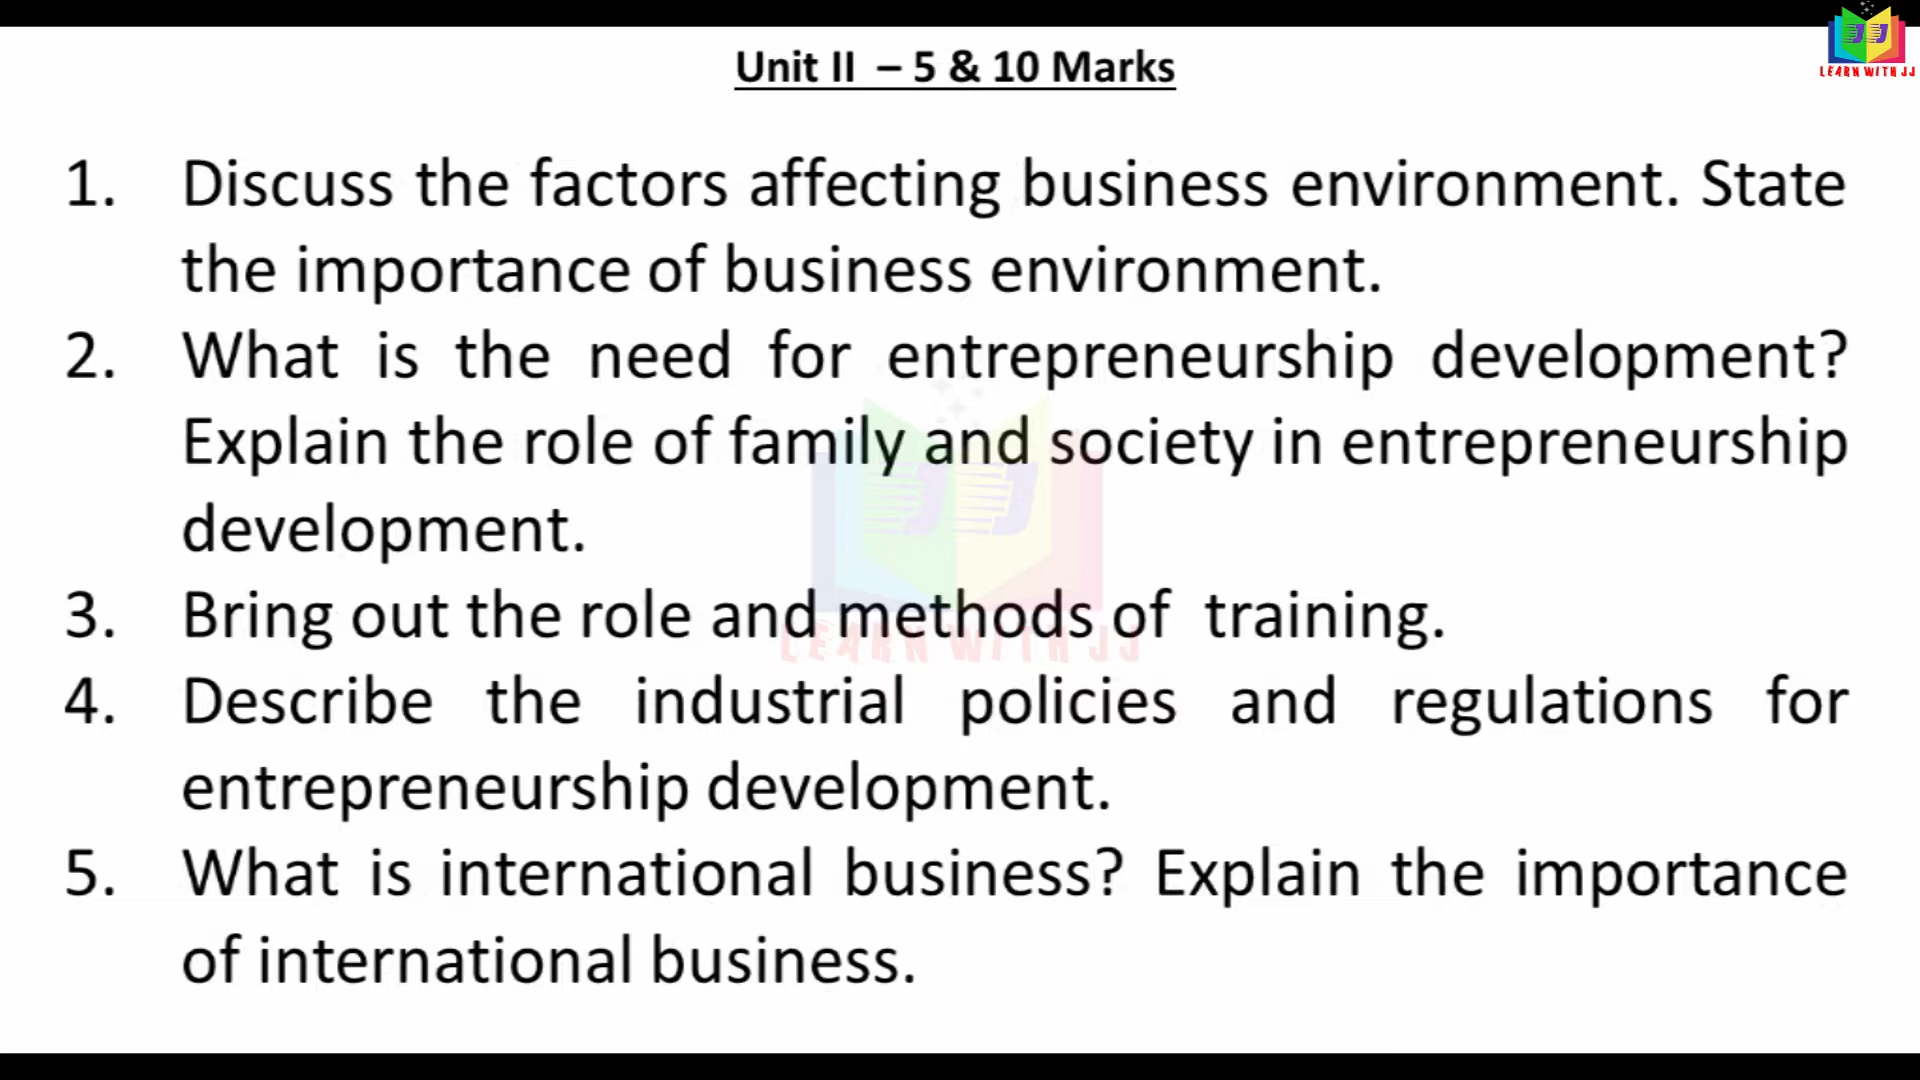 LEARN WITH JJ
Unit II – 5 & 10 Marks
1. Discuss the factors affecting business environment. State
the importance of business environment.
2. What is the need for entrepreneurship development?
Explain the role of family and society in entrepreneurship
development.
3. Bring out the role and methods of training.
LEARN WITH JJ
4. Describe the industrial policies and regulations for
entrepreneurship development.
5. What is international business? Explain the importance
of international business.